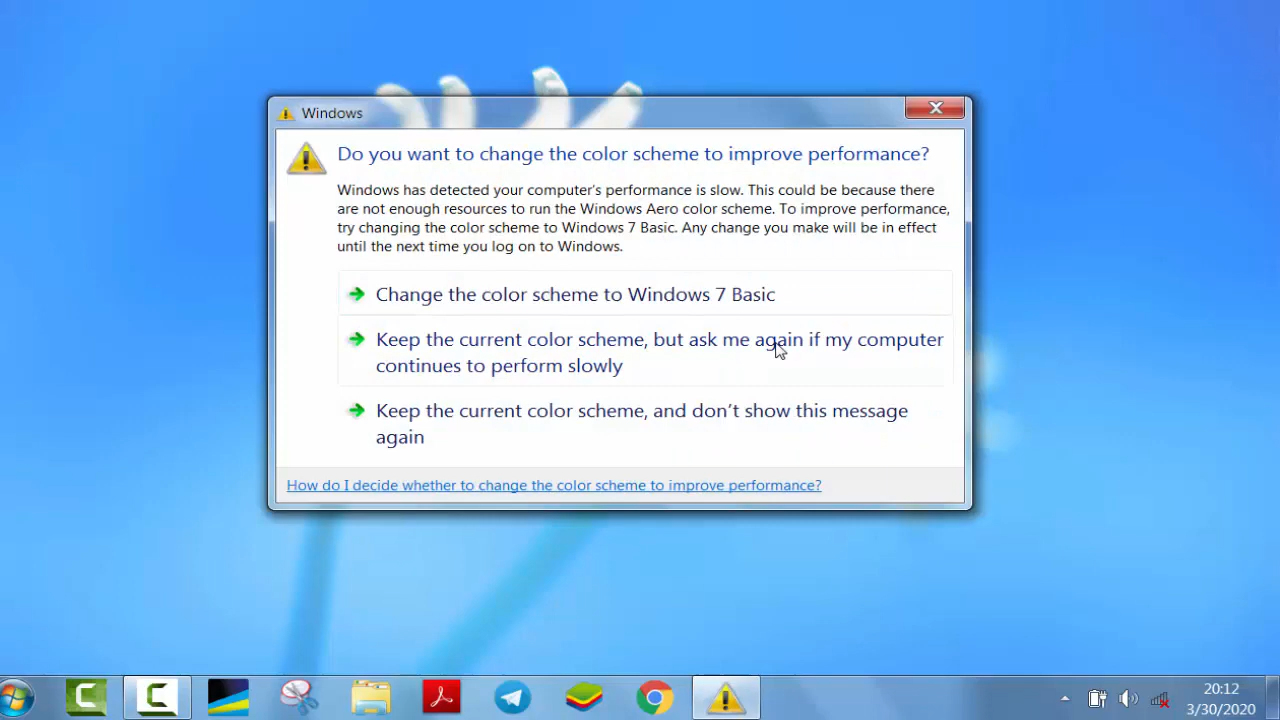 Windows
Do you want to change the color scheme to improve performance?
Windows has detected your computer's performance is slow. This could be because there
are not enough resources to run the Windows Aero color scheme. To improve performance,
try changing the color scheme to Windows 7 Basic. Any change you make will be in effect
until the next time you log on to Windows.
Change the color scheme to Windows 7 Basic
Keep the current color scheme, but ask me again if my computer
continues to perform slowly
Keep the current color scheme, and don't show this message
again
How do I decide whether to change the color scheme to improve performance?
20:12
3/30/2020